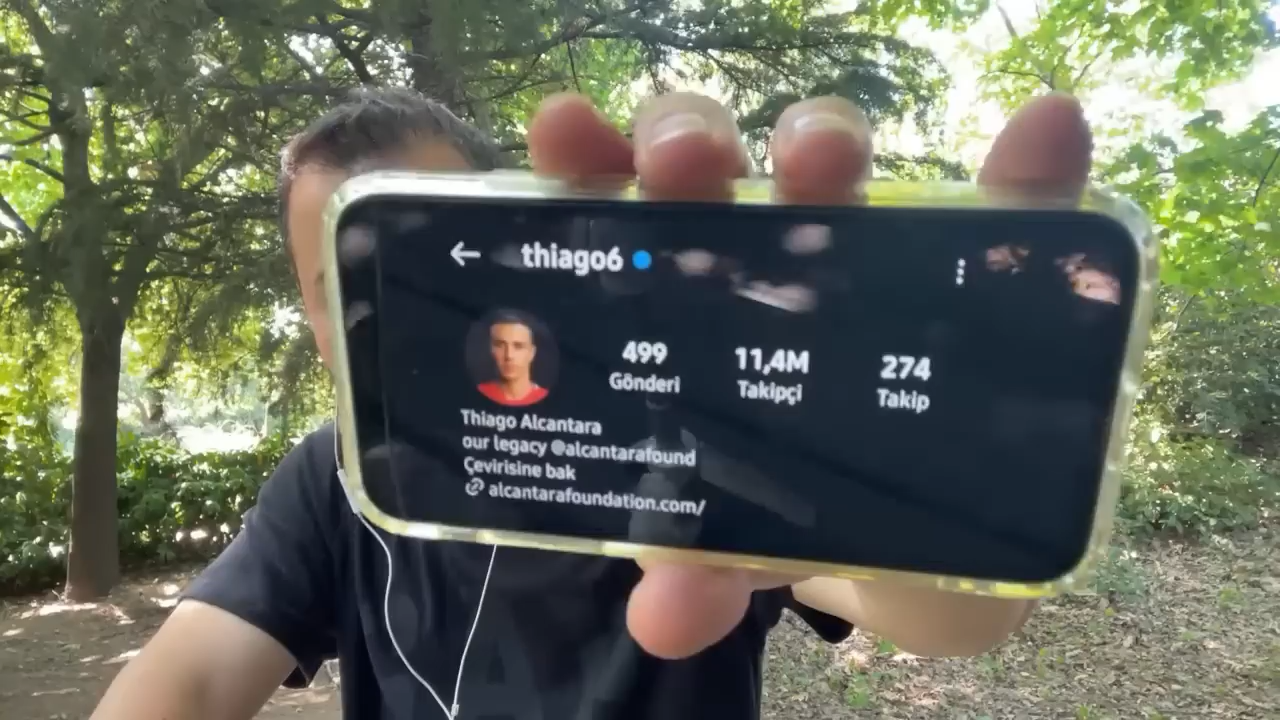 thiago6
499 11,4M 274
Gönderi Takipçi Takip
Thiago Alcantara
our legacy @alcantarafound
Çevirisine bak
alcantarafoundation.com/